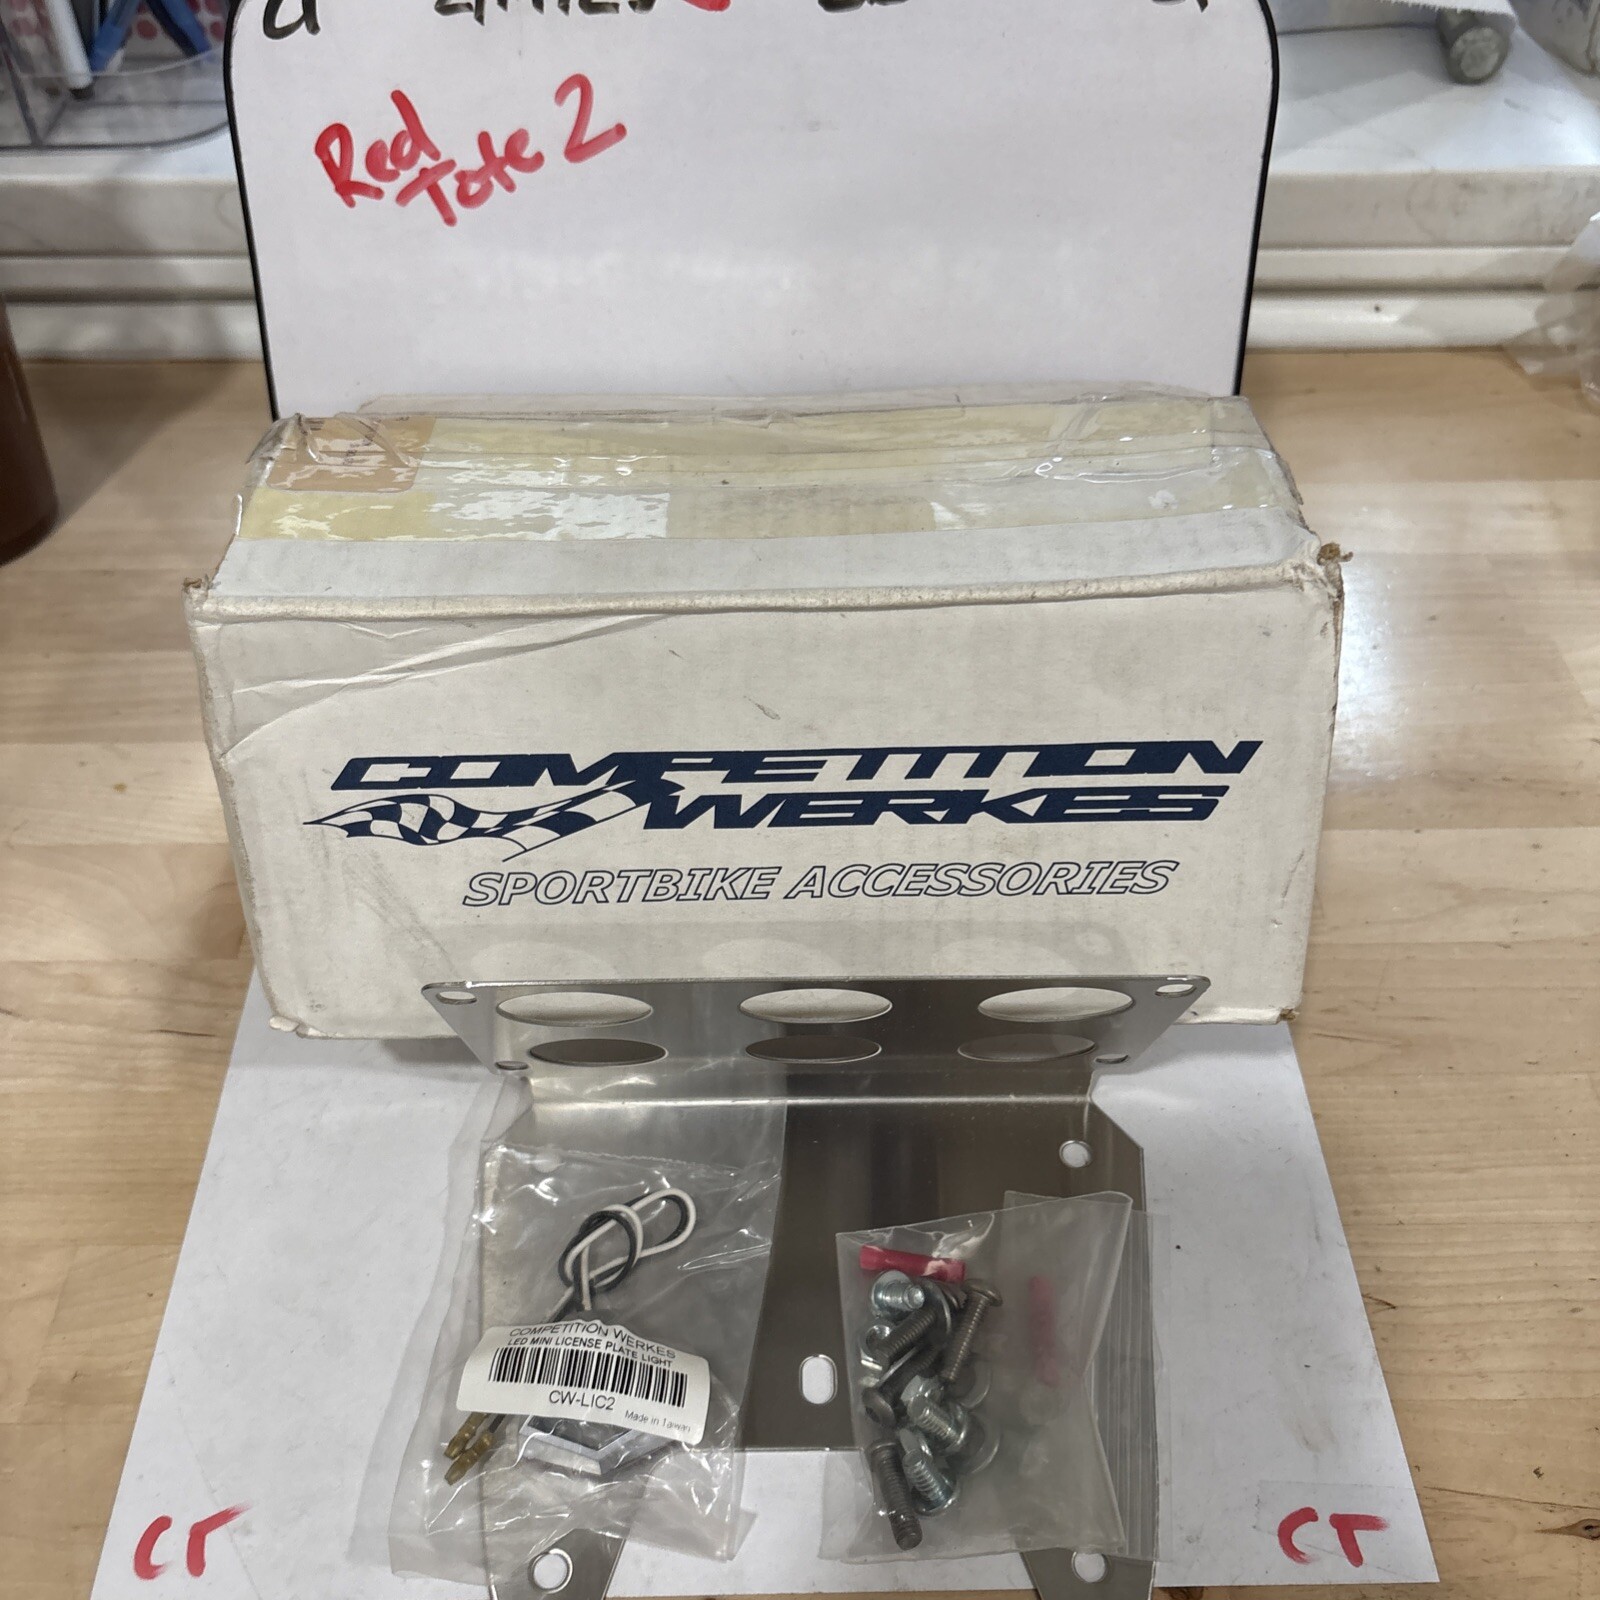 Red
Tote 2
COMPETITION
WERKES
SPORTBIKE ACCESSORIES
COMPETITION WERKES
LED MINI LICENSE PLATE LIGHT
CW-LIC2
Made in Taiwan
CT
CT